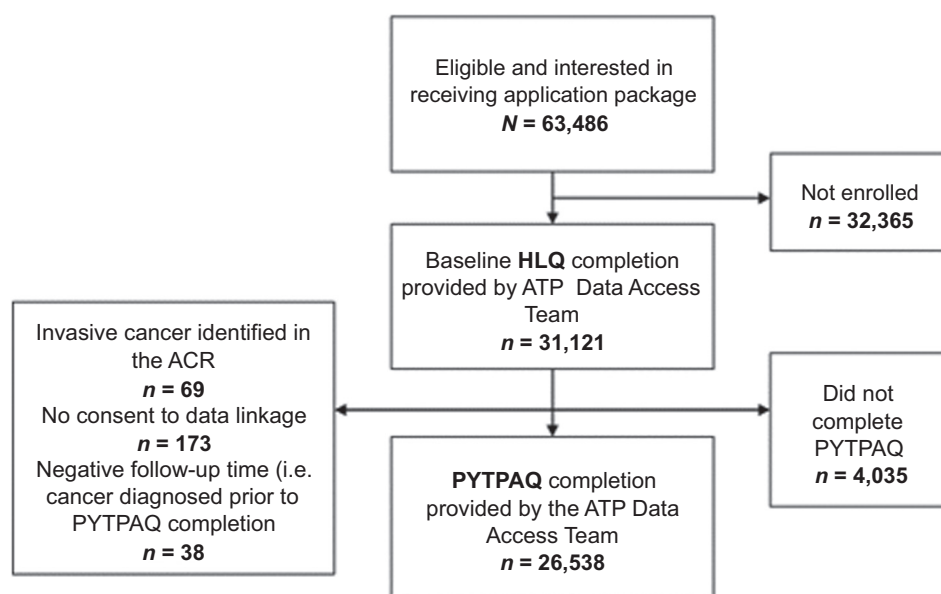 Eligible and interested in
receiving application package
N = 63,486
Not enrolled
n = 32,365
Baseline HLQ completion
provided by ATP Data Access
Team
n = 31,121
Invasive cancer identified in
the ACR
n = 69
No consent to data linkage
n = 173
Negative follow-up time (i.e.
cancer diagnosed prior to
PYTPAQ completion
n = 38
Did not
complete
PYTPAQ
n = 4,035
PYTPAQ completion
provided by the ATP Data
Access Team
n = 26,538